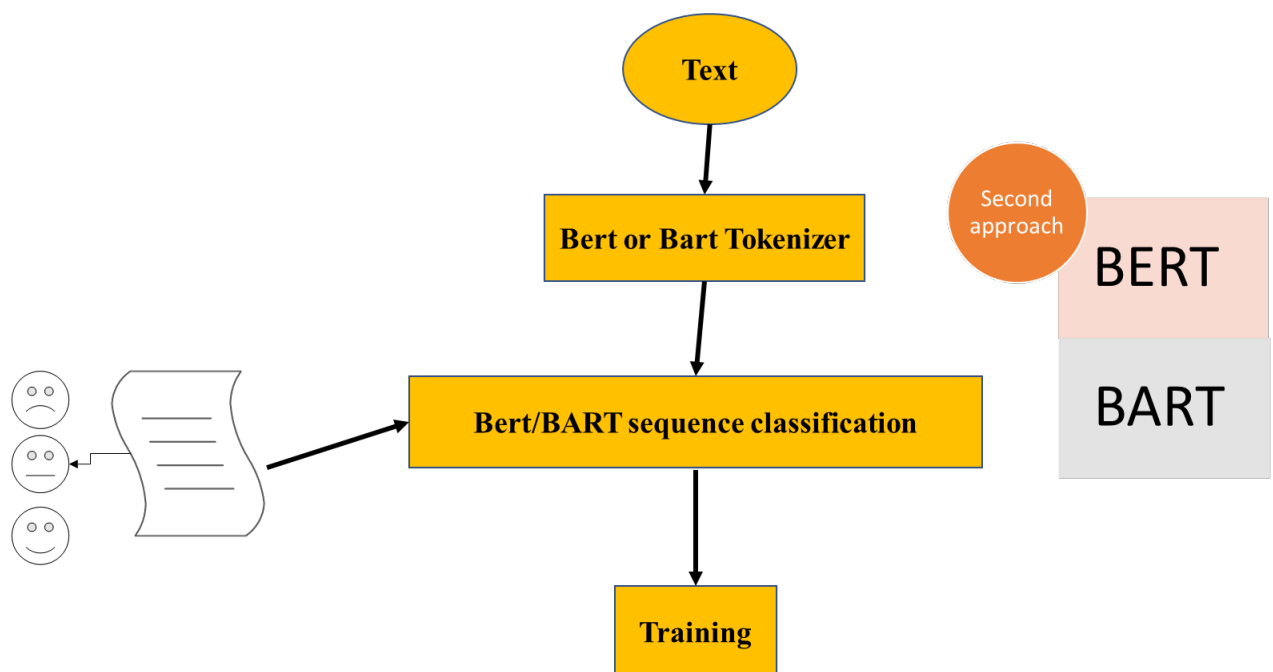 Text
Bert or Bart Tokenizer
Second
approach
BERT
BART
Bert/BART sequence classification
Training